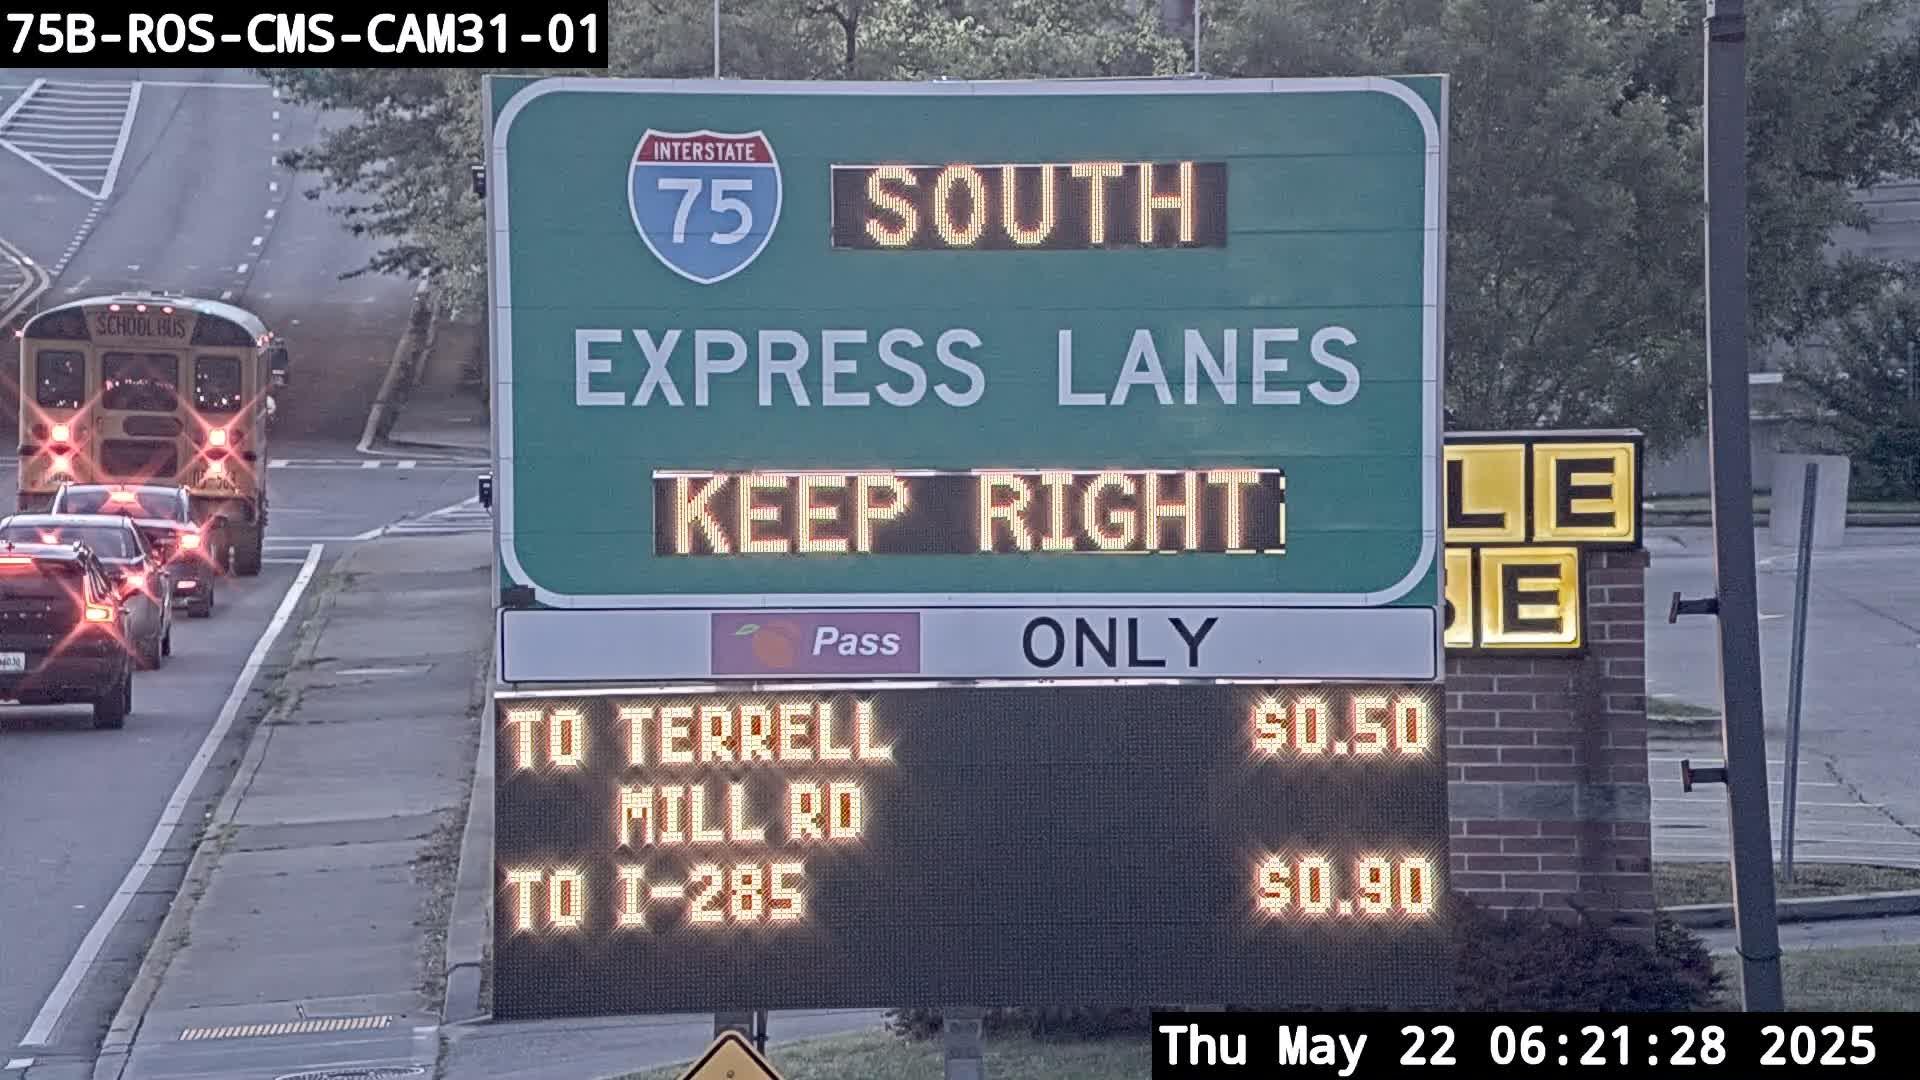 75B-ROS-CMS-CAM31-01
INTERSTATE
75
SOUTH
EXPRESS LANES
KEEP RIGHT
Pass ONLY
TO TERRELL $0.50
MILL RD
TO I-285 $0.90
SCHOOL BUS
LE
E
Thu May 22 06:21:28 2025